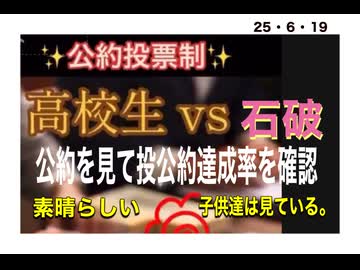 25・6・19
✨公約投票制✨
高校生 vs 石破
公約を見て投公約達成率を確認
素晴らしい 子供達は見ている。